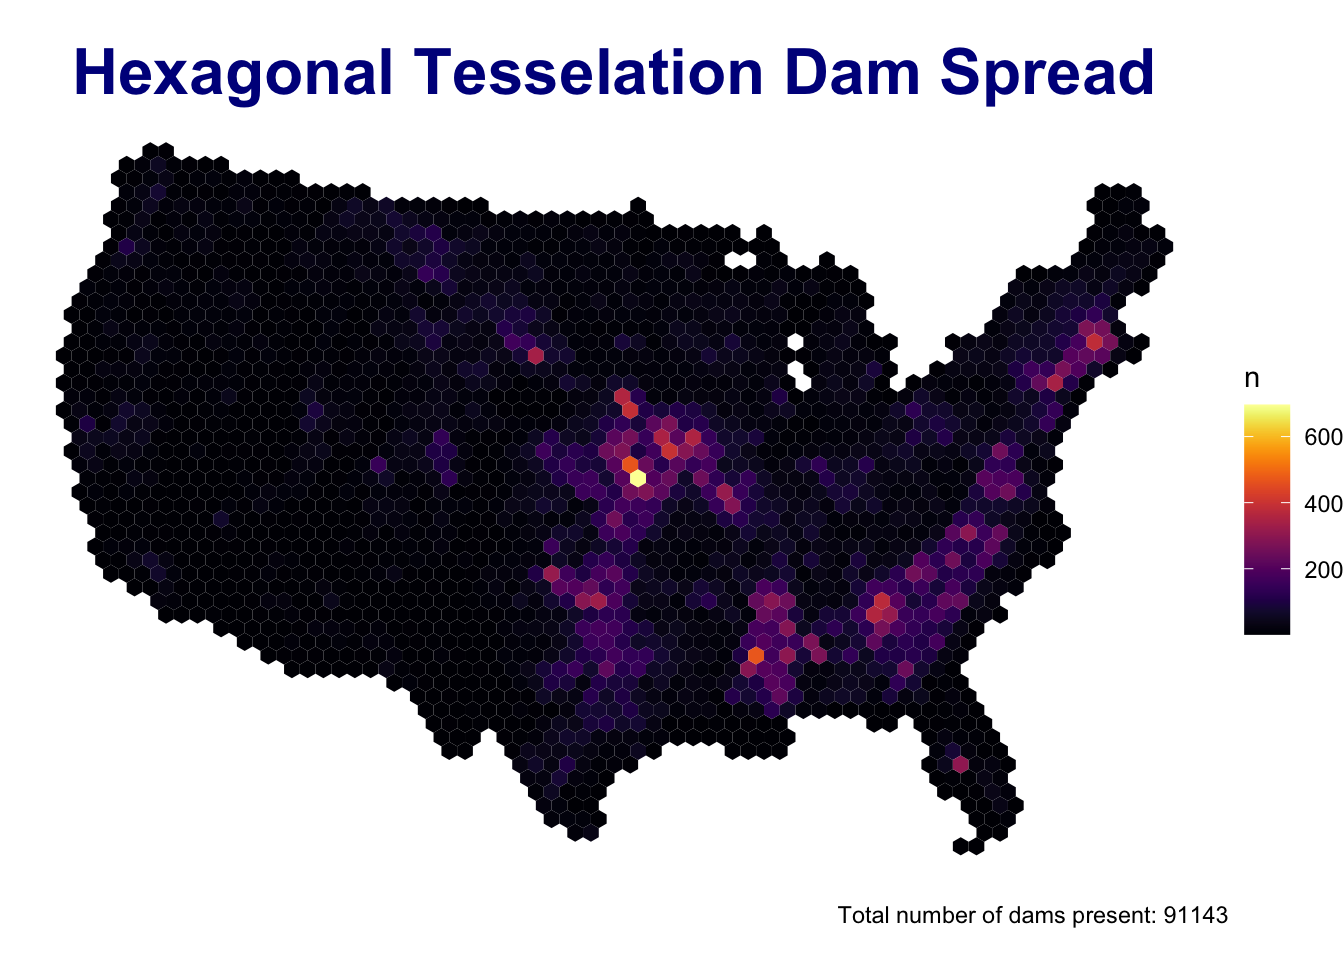 Hexagonal Tesselation Dam Spread
n
600
400
200
Total number of dams present: 91143